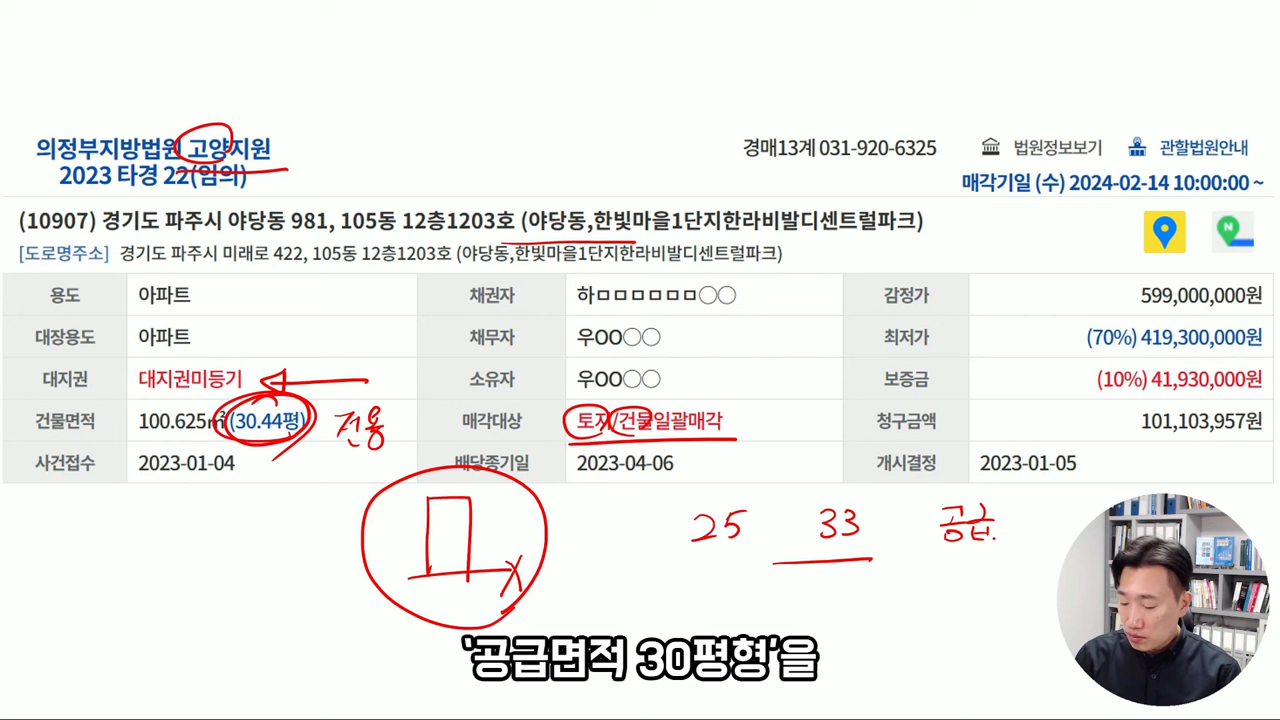 의정부지방법원 고양지원
2023 타경 22(임의)
경매13계 031-920-6325
법원정보보기
관할법원안내
매각기일 (수) 2024-02-14 10:00:00 ~
(10907) 경기도 파주시 야당동 981, 105동 12층1203호 (야당동,한빛마을1단지한라비발디센트럴파크)
[도로명주소] 경기도 파주시 미래로 422, 105동 12층1203호 (야당동,한빛마을1단지한라비발디센트럴파크)
N
용도 아파트 채권자 하ㅁㅁㅁㅁㅁㅁ○○ 감정가 599,000,000원
대장용도 아파트 채무자 우OO○○ 최저가 (70%) 419,300,000원
대지권 대지권미등기 소유자 우OO○○ 보증금 (10%) 41,930,000원
건물면적 100.625㎡(30.44평) 전용 매각대상 토지/건물일괄매각 청구금액 101,103,957원
사건접수 2023-01-04 배당종기일 2023-04-06 개시결정 2023-01-05
25 33 공급
X
'공급면적 30평형'을